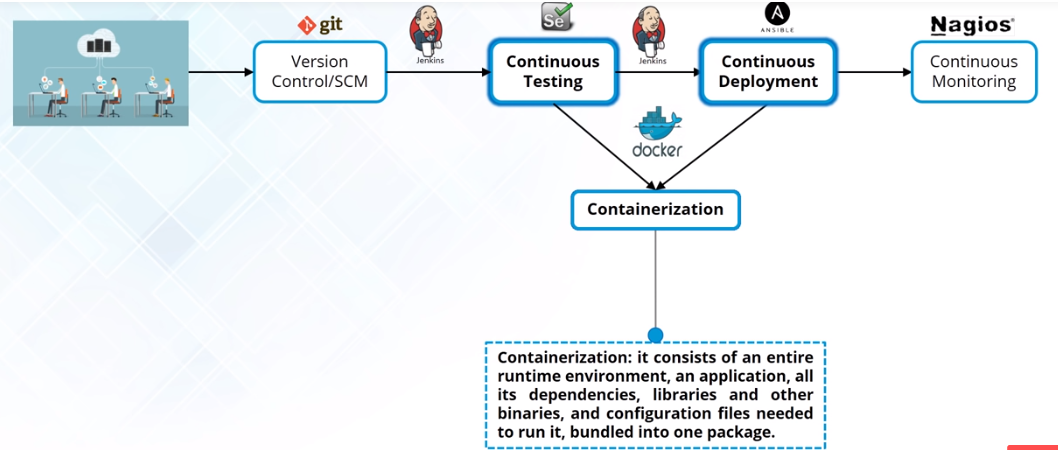 git
Jenkins
Se
Jenkins
ANSIBLE
Nagios®
Version
Control/SCM
Continuous
Testing
Continuous
Deployment
Continuous
Monitoring
docker
Containerization
Containerization: it consists of an entire
runtime environment, an application, all
its dependencies, libraries and other
binaries, and configuration files needed
to run it, bundled into one package.